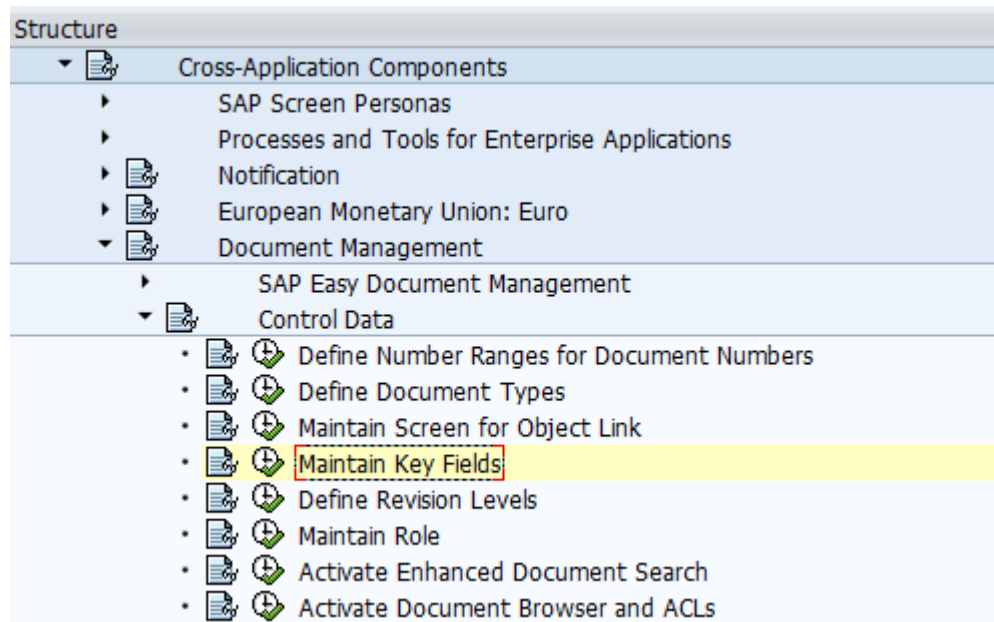 Structure
Cross-Application Components
SAP Screen Personas
Processes and Tools for Enterprise Applications
Notification
European Monetary Union: Euro
Document Management
SAP Easy Document Management
Control Data
Define Number Ranges for Document Numbers
Define Document Types
Maintain Screen for Object Link
Maintain Key Fields
Define Revision Levels
Maintain Role
Activate Enhanced Document Search
Activate Document Browser and ACLs